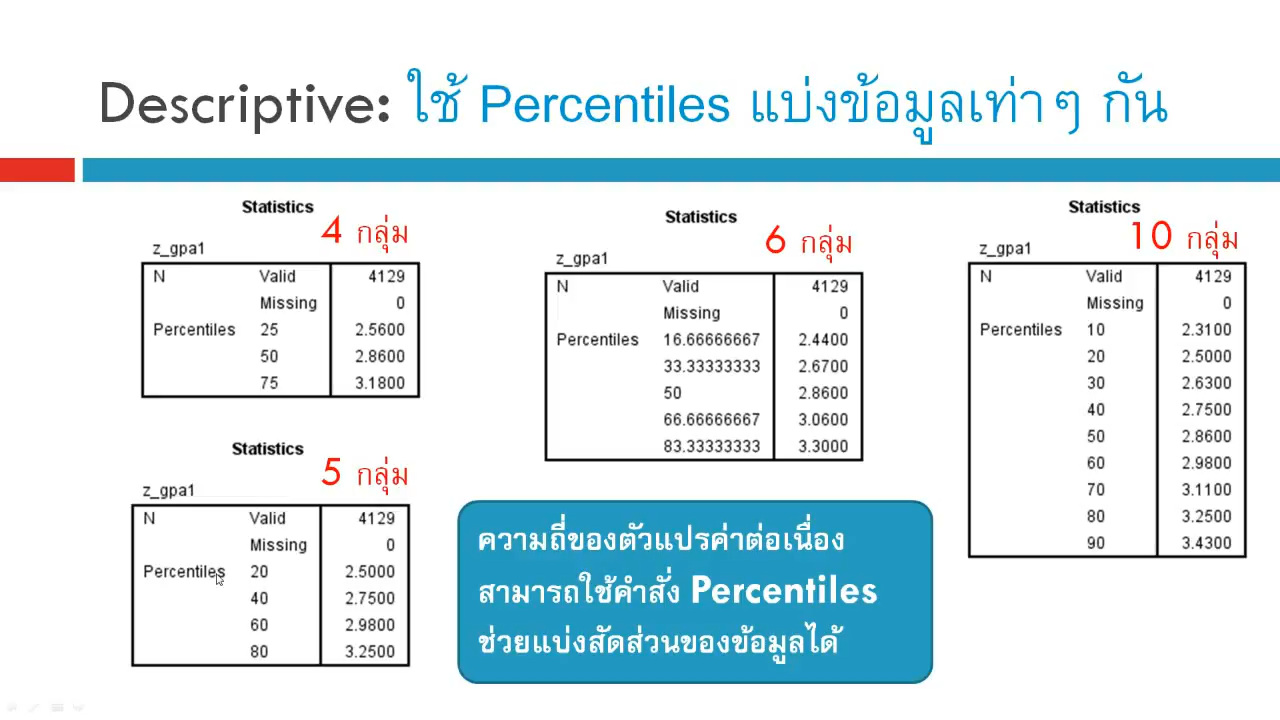 Descriptive: ใช้ Percentiles แบ่งข้อมูลเท่าๆ กัน
Statistics
4 กลุ่ม
z_gpa1
N Valid 4129
Missing 0
Percentiles 25 2.5600
50 2.8600
75 3.1800
Statistics
5 กลุ่ม
z_gpa1
N Valid 4129
Missing 0
Percentiles 20 2.5000
40 2.7500
60 2.9800
80 3.2500
Statistics
6 กลุ่ม
z_gpa1
N Valid 4129
Missing 0
Percentiles 16.66666667 2.4400
33.33333333 2.6700
50 2.8600
66.66666667 3.0600
83.33333333 3.3000
ความถี่ของตัวแปรค่าต่อเนื่อง
สามารถใช้คำสั่ง Percentiles
ช่วยแบ่งสัดส่วนของข้อมูลได้
Statistics
10 กลุ่ม
z_gpa1
N Valid 4129
Missing 0
Percentiles 10 2.3100
20 2.5000
30 2.6300
40 2.7500
50 2.8600
60 2.9800
70 3.1100
80 3.2500
90 3.4300